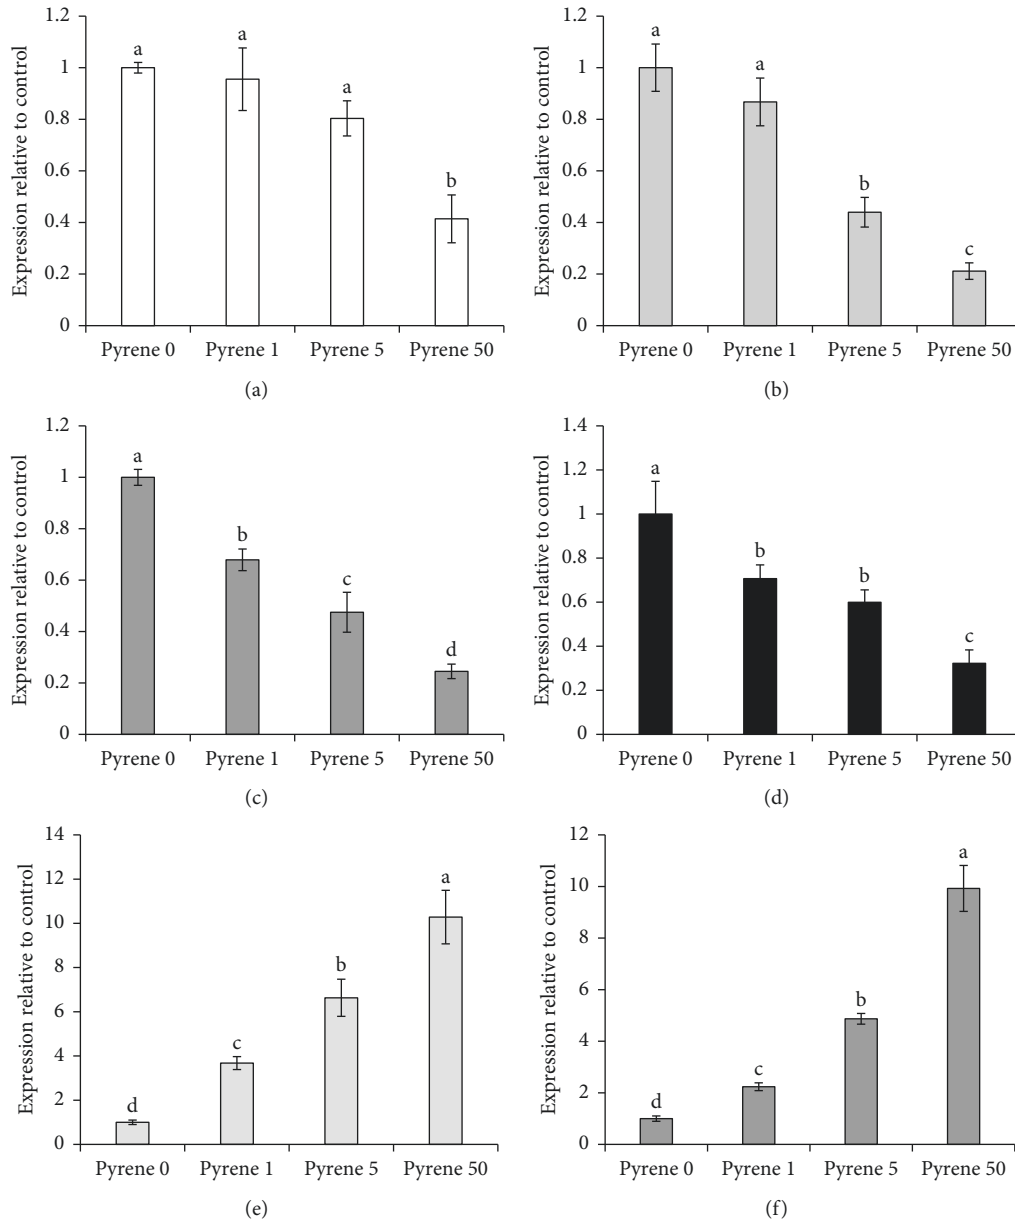 Expression relative to control
1.2
1
0.8
0.6
0.4
0.2
0
a
a
a
b
Pyrene 0
Pyrene 1
Pyrene 5
Pyrene 50
(a)
Expression relative to control
1.2
1
0.8
0.6
0.4
0.2
0
a
a
b
c
Pyrene 0
Pyrene 1
Pyrene 5
Pyrene 50
(b)
Expression relative to control
1.2
1
0.8
0.6
0.4
0.2
0
a
b
c
d
Pyrene 0
Pyrene 1
Pyrene 5
Pyrene 50
(c)
Expression relative to control
1.4
1.2
1
0.8
0.6
0.4
0.2
0
a
b
b
c
Pyrene 0
Pyrene 1
Pyrene 5
Pyrene 50
(d)
Expression relative to control
14
12
10
8
6
4
2
0
d
c
b
a
Pyrene 0
Pyrene 1
Pyrene 5
Pyrene 50
(e)
Expression relative to control
12
10
8
6
4
2
0
d
c
b
a
Pyrene 0
Pyrene 1
Pyrene 5
Pyrene 50
(f)